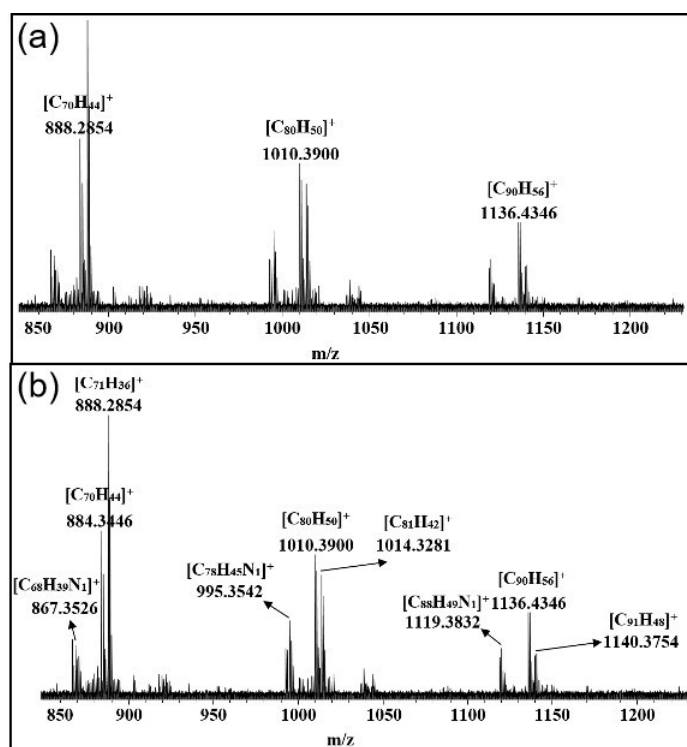 (a)
[C₇₀H₄₄]⁺
888.2854
[C₈₀H₅₀]⁺
1010.3900
[C₉₀H₅₆]⁺
1136.4346
850 900 950 1000 1050 1100 1150 1200
m/z
(b)
[C₇₁H₃₆]⁺
888.2854
[C₇₀H₄₄]⁺
884.3446
[C₆₈H₃₉N₁]⁺
867.3526
[C₇₈H₄₅N₁]⁺
995.3542
[C₈₀H₅₀]⁺
1010.3900
[C₈₁H₄₂]⁺
1014.3281
[C₈₈H₄₉N₁]⁺
1119.3832
[C₉₀H₅₆]⁺
1136.4346
[C₉₁H₄₈]⁺
1140.3754
850 900 950 1000 1050 1100 1150 1200
m/z